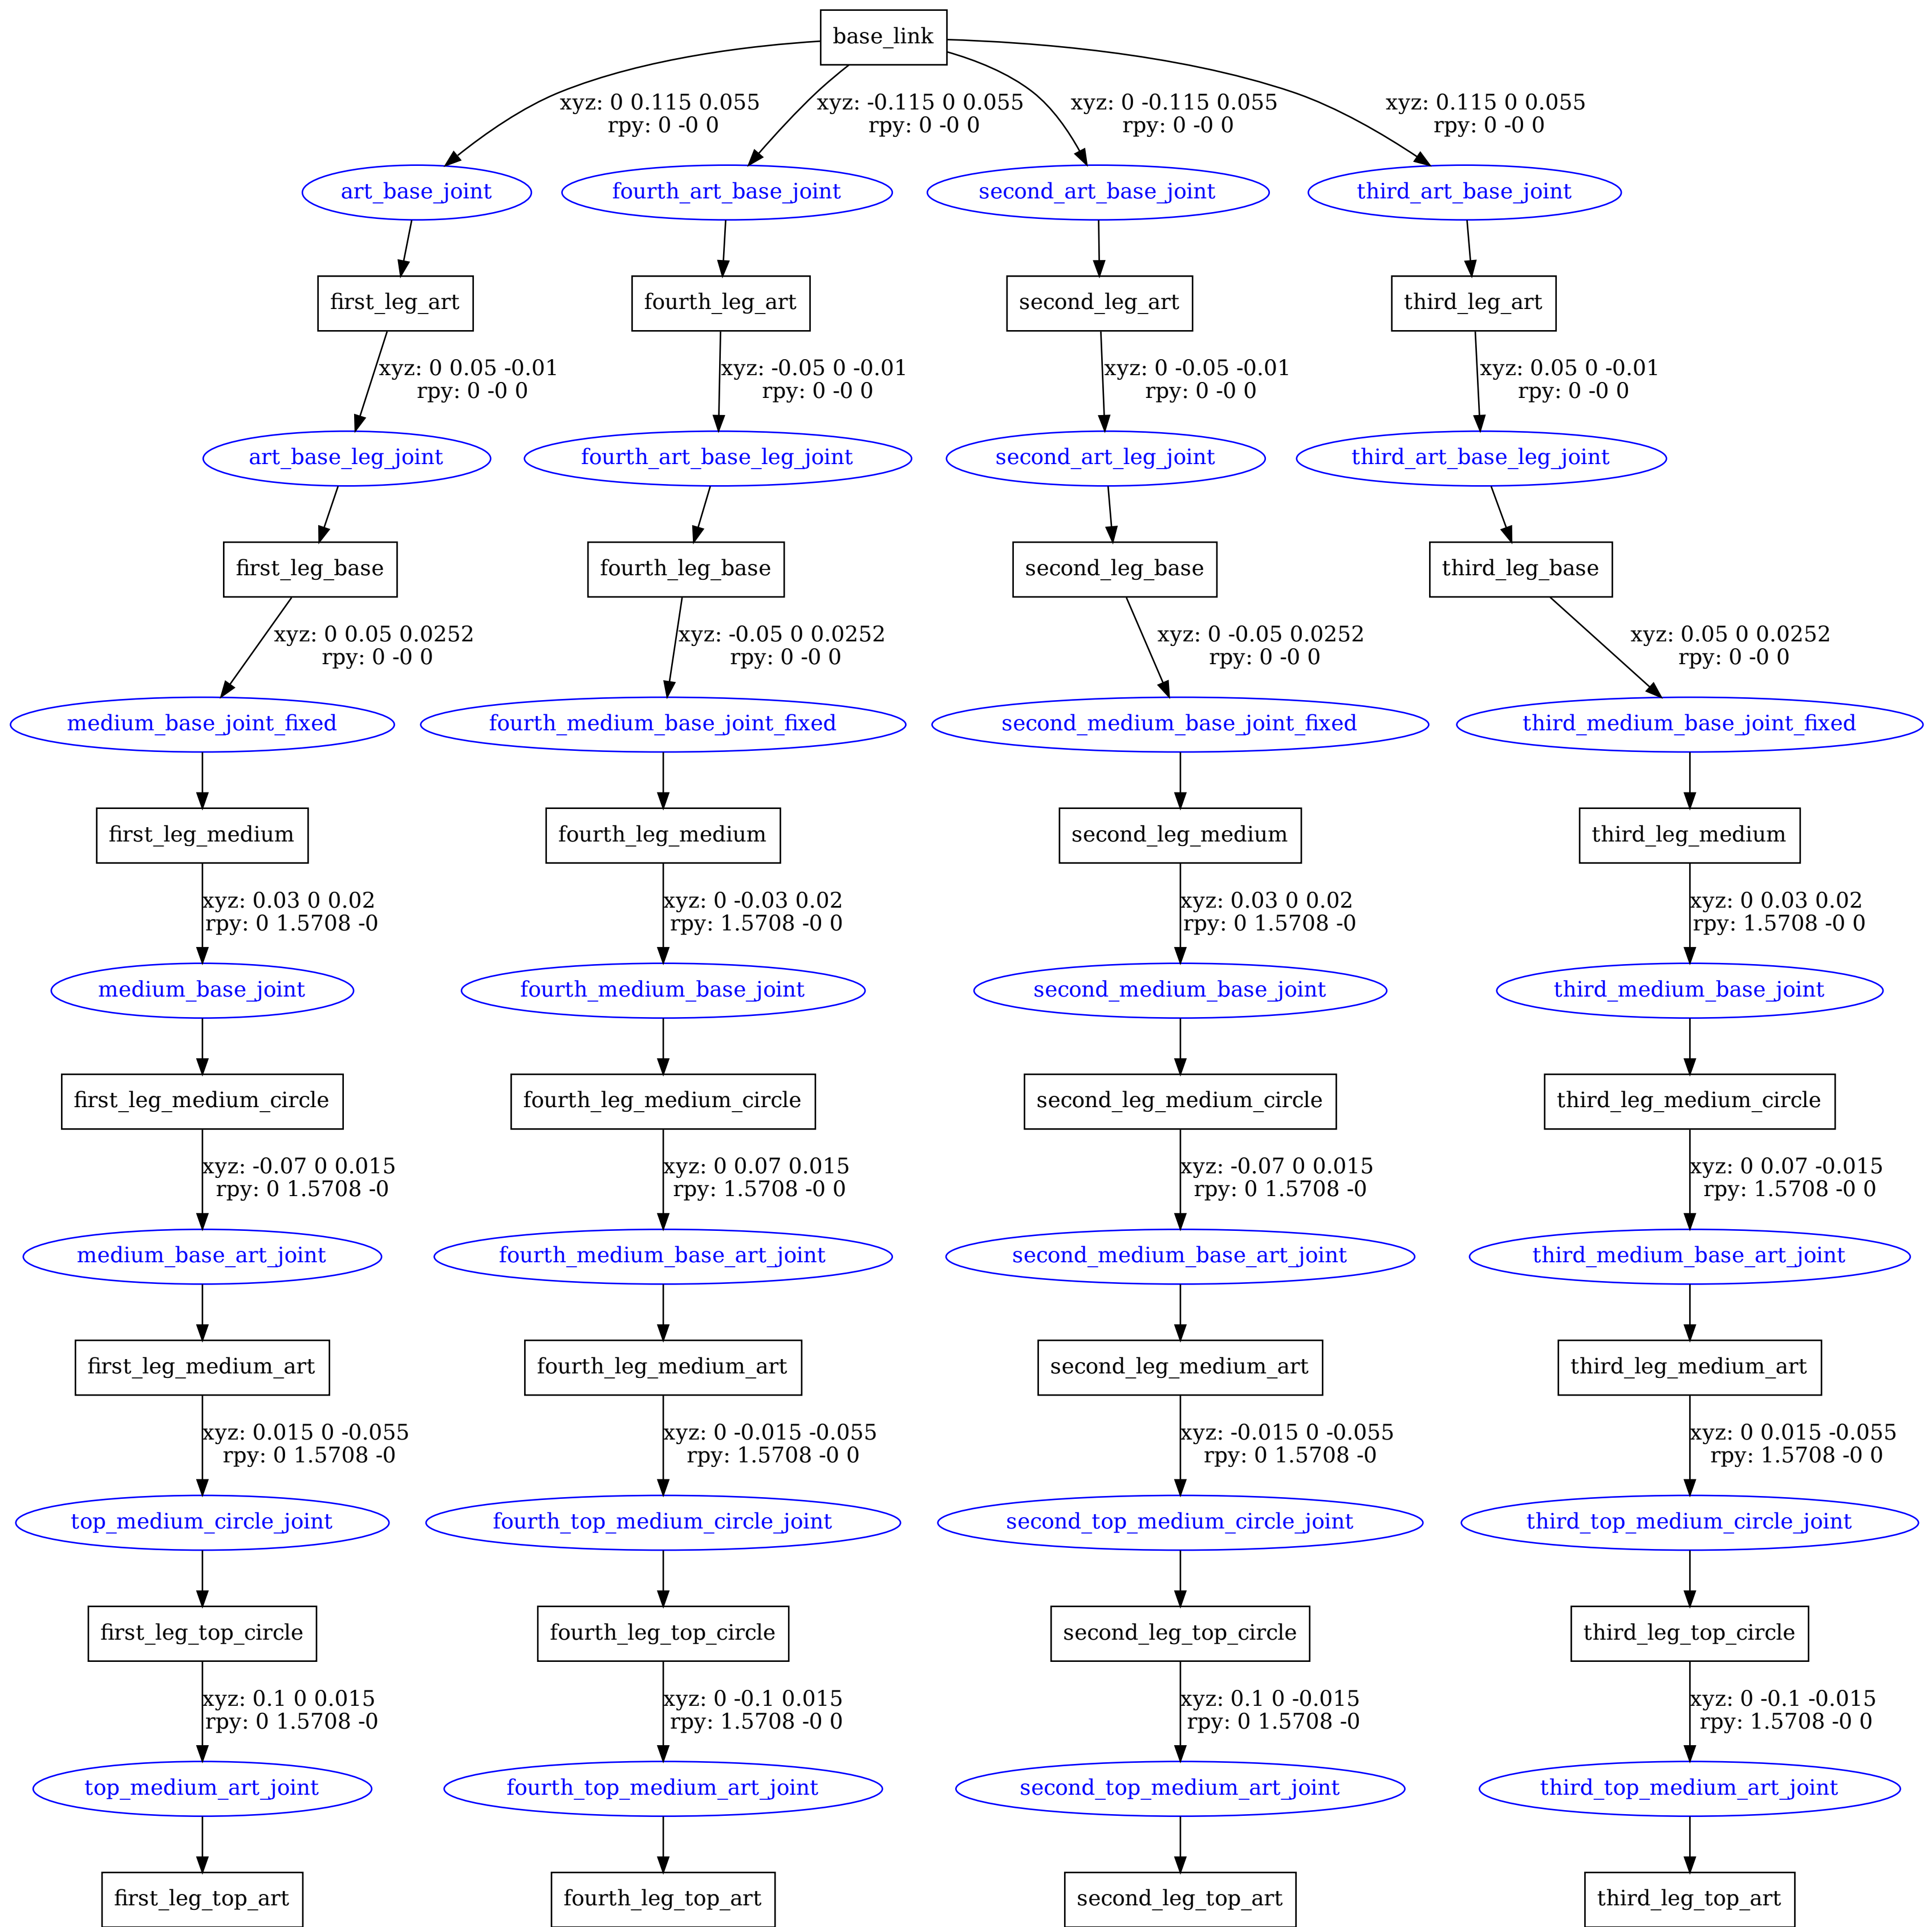 base_link
xyz: 0 0.115 0.055
rpy: 0 -0 0
xyz: -0.115 0 0.055
rpy: 0 -0 0
xyz: 0 -0.115 0.055
rpy: 0 -0 0
xyz: 0.115 0 0.055
rpy: 0 -0 0
art_base_joint
fourth_art_base_joint
second_art_base_joint
third_art_base_joint
first_leg_art
fourth_leg_art
second_leg_art
third_leg_art
xyz: 0 0.05 -0.01
rpy: 0 -0 0
xyz: -0.05 0 -0.01
rpy: 0 -0 0
xyz: 0 -0.05 -0.01
rpy: 0 -0 0
xyz: 0.05 0 -0.01
rpy: 0 -0 0
art_base_leg_joint
fourth_art_base_leg_joint
second_art_leg_joint
third_art_base_leg_joint
first_leg_base
fourth_leg_base
second_leg_base
third_leg_base
xyz: 0 0.05 0.0252
rpy: 0 -0 0
xyz: -0.05 0 0.0252
rpy: 0 -0 0
xyz: 0 -0.05 0.0252
rpy: 0 -0 0
xyz: 0.05 0 0.0252
rpy: 0 -0 0
medium_base_joint_fixed
fourth_medium_base_joint_fixed
second_medium_base_joint_fixed
third_medium_base_joint_fixed
first_leg_medium
fourth_leg_medium
second_leg_medium
third_leg_medium
xyz: 0.03 0 0.02
rpy: 0 1.5708 -0
xyz: 0 -0.03 0.02
rpy: 1.5708 -0 0
xyz: 0.03 0 0.02
rpy: 0 1.5708 -0
xyz: 0 0.03 0.02
rpy: 1.5708 -0 0
medium_base_joint
fourth_medium_base_joint
second_medium_base_joint
third_medium_base_joint
first_leg_medium_circle
fourth_leg_medium_circle
second_leg_medium_circle
third_leg_medium_circle
xyz: -0.07 0 0.015
rpy: 0 1.5708 -0
xyz: 0 0.07 0.015
rpy: 1.5708 -0 0
xyz: -0.07 0 0.015
rpy: 0 1.5708 -0
xyz: 0 0.07 -0.015
rpy: 1.5708 -0 0
medium_base_art_joint
fourth_medium_base_art_joint
second_medium_base_art_joint
third_medium_base_art_joint
first_leg_medium_art
fourth_leg_medium_art
second_leg_medium_art
third_leg_medium_art
xyz: 0.015 0 -0.055
rpy: 0 1.5708 -0
xyz: 0 -0.015 -0.055
rpy: 1.5708 -0 0
xyz: -0.015 0 -0.055
rpy: 0 1.5708 -0
xyz: 0 0.015 -0.055
rpy: 1.5708 -0 0
top_medium_circle_joint
fourth_top_medium_circle_joint
second_top_medium_circle_joint
third_top_medium_circle_joint
first_leg_top_circle
fourth_leg_top_circle
second_leg_top_circle
third_leg_top_circle
xyz: 0.1 0 0.015
rpy: 0 1.5708 -0
xyz: 0 -0.1 0.015
rpy: 1.5708 -0 0
xyz: 0.1 0 -0.015
rpy: 0 1.5708 -0
xyz: 0 -0.1 -0.015
rpy: 1.5708 -0 0
top_medium_art_joint
fourth_top_medium_art_joint
second_top_medium_art_joint
third_top_medium_art_joint
first_leg_top_art
fourth_leg_top_art
second_leg_top_art
third_leg_top_art